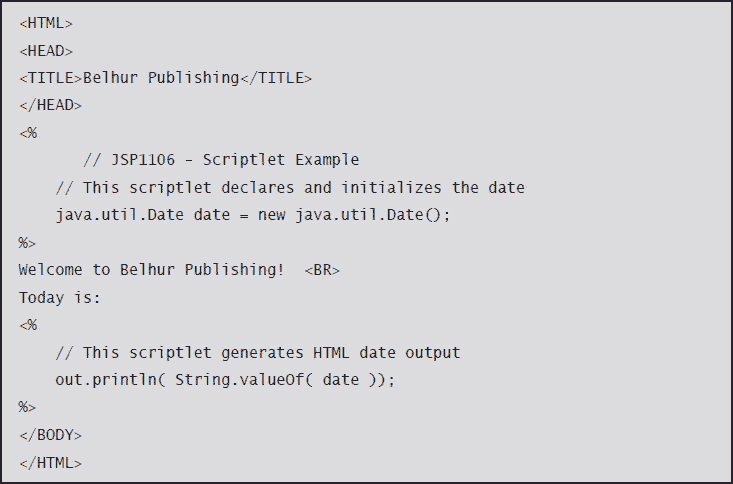 <HTML>
<HEAD>
<TITLE>Belhur Publishing</TITLE>
</HEAD>
<%
       // JSP1106 – Scriptlet Example
    // This scriptlet declares and initializes the date
    java.util.Date date = new java.util.Date();
%>
Welcome to Belhur Publishing!  <BR>
Today is:
<%
    // This scriptlet generates HTML date output
    out.println( String.valueOf( date ));
%>
</BODY>
</HTML>